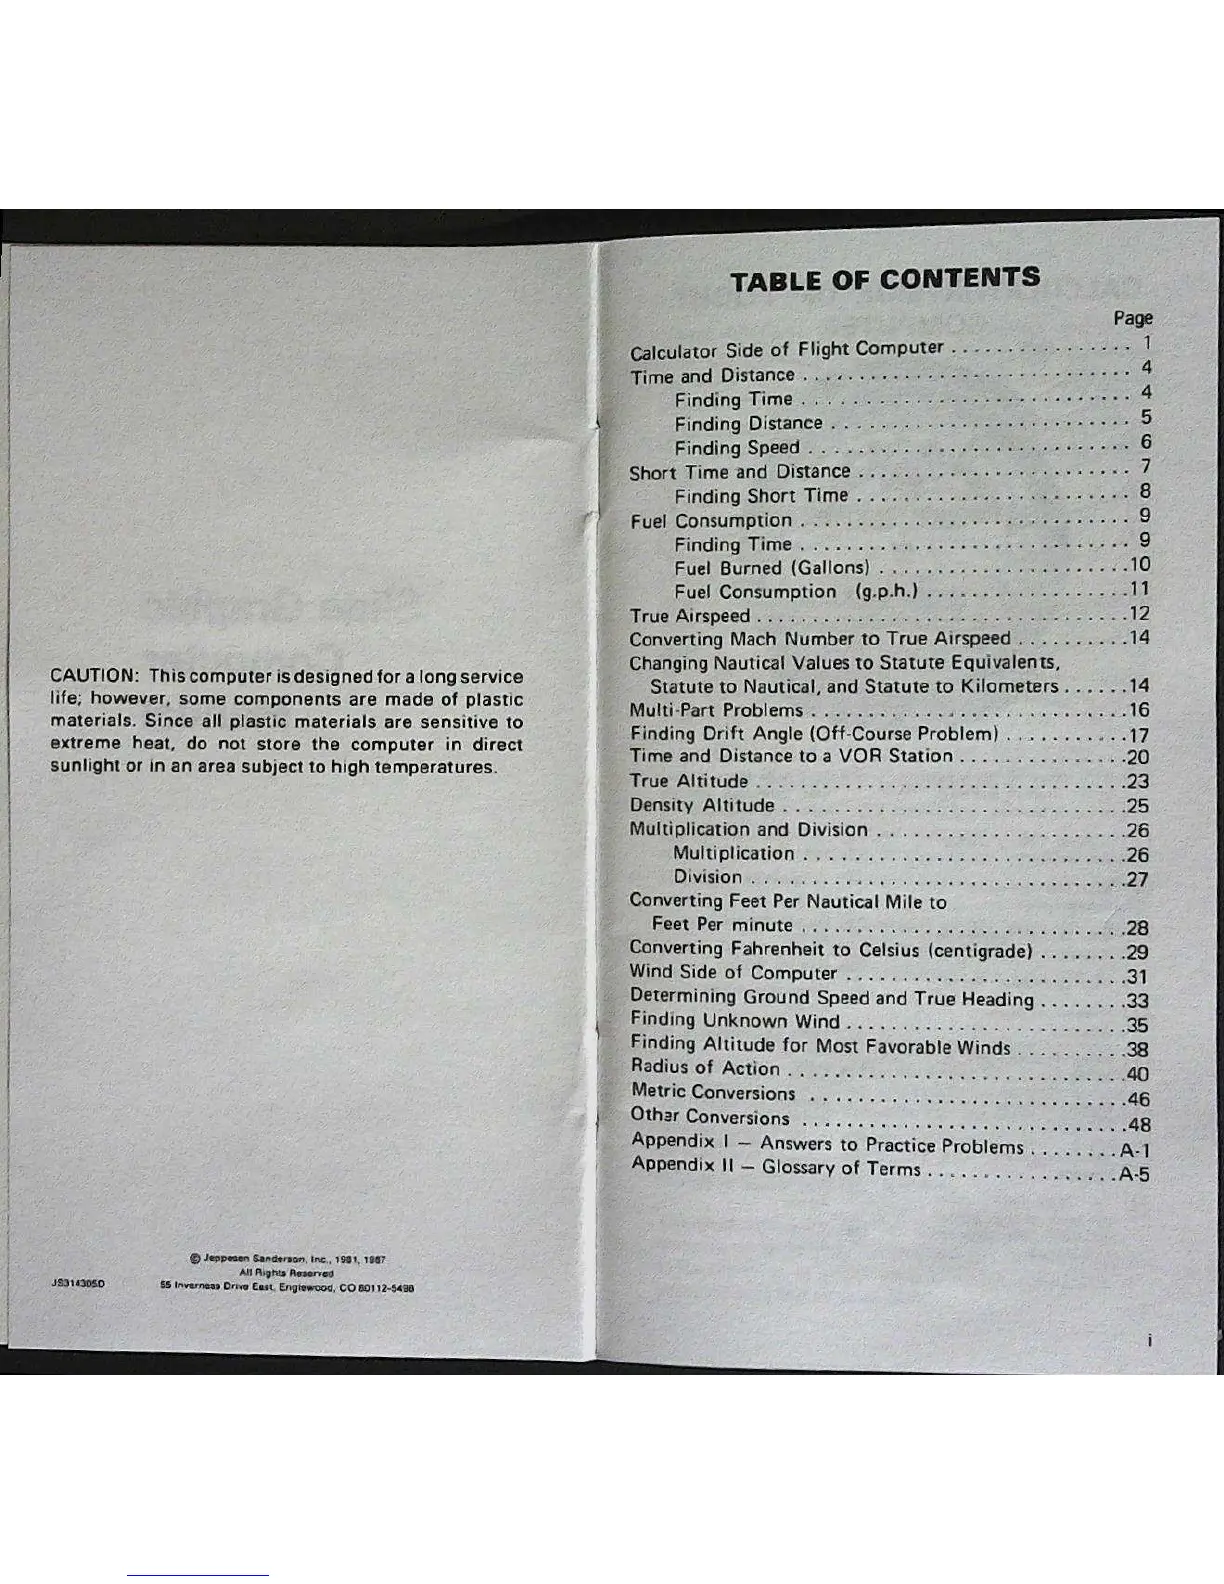 CAUTION: This computer is designed for a long service
life; however, some components are made of plastic
materials. Since all plastic materials are sensitive to
extreme heat, do not store the computer in direct
sunlight or in an area subject to high temperatures.
© Jeppesen Sanderson, Inc., 1981, 1987
All Rights Reserved
JS314305D 55 Inverness Drive East, Englewood, CO 80112-5498
TABLE OF CONTENTS
Page
Calculator Side of Flight Computer . . . . . . . . . . . . . . . . 1
Time and Distance . . . . . . . . . . . . . . . . . . . . . . . . . . . . 4
Finding Time . . . . . . . . . . . . . . . . . . . . . . . . . . . . 4
Finding Distance . . . . . . . . . . . . . . . . . . . . . . . . . . 5
Finding Speed . . . . . . . . . . . . . . . . . . . . . . . . . . . . 6
Short Time and Distance . . . . . . . . . . . . . . . . . . . . . . . . 7
Finding Short Time . . . . . . . . . . . . . . . . . . . . . . . . 8
Fuel Consumption . . . . . . . . . . . . . . . . . . . . . . . . . . . . 9
Finding Time . . . . . . . . . . . . . . . . . . . . . . . . . . . . 9
Fuel Burned (Gallons) . . . . . . . . . . . . . . . . . . . . . .10
Fuel Consumption (g.p.h.) . . . . . . . . . . . . . . . . . .11
True Airspeed . . . . . . . . . . . . . . . . . . . . . . . . . . . . . . . .12
Converting Mach Number to True Airspeed . . . . . . . . . .14
Changing Nautical Values to Statute Equivalents,
Statute to Nautical, and Statute to Kilometers . . . . . .14
Multi-Part Problems . . . . . . . . . . . . . . . . . . . . . . . . . . .16
Finding Drift Angle (Off-Course Problem) . . . . . . . . . . .17
Time and Distance to a VOR Station . . . . . . . . . . . . . . .20
True Altitude . . . . . . . . . . . . . . . . . . . . . . . . . . . . . . . .23
Density Altitude . . . . . . . . . . . . . . . . . . . . . . . . . . . . . .25
Multiplication and Division . . . . . . . . . . . . . . . . . . . . . .26
Multiplication . . . . . . . . . . . . . . . . . . . . . . . . . . . .26
Division . . . . . . . . . . . . . . . . . . . . . . . . . . . . . . . .27
Converting Feet Per Nautical Mile to
Feet Per minute . . . . . . . . . . . . . . . . . . . . . . . . . . . .28
Converting Fahrenheit to Celsius (centigrade) . . . . . . . .29
Wind Side of Computer . . . . . . . . . . . . . . . . . . . . . . . .31
Determining Ground Speed and True Heading . . . . . . . .33
Finding Unknown Wind . . . . . . . . . . . . . . . . . . . . . . . .35
Finding Altitude for Most Favorable Winds . . . . . . . . . .38
Radius of Action . . . . . . . . . . . . . . . . . . . . . . . . . . . . .40
Metric Conversions . . . . . . . . . . . . . . . . . . . . . . . . . . .46
Other Conversions . . . . . . . . . . . . . . . . . . . . . . . . . . . .48
Appendix I — Answers to Practice Problems . . . . . . . . A-1
Appendix II — Glossary of Terms . . . . . . . . . . . . . . . . . A-5
i